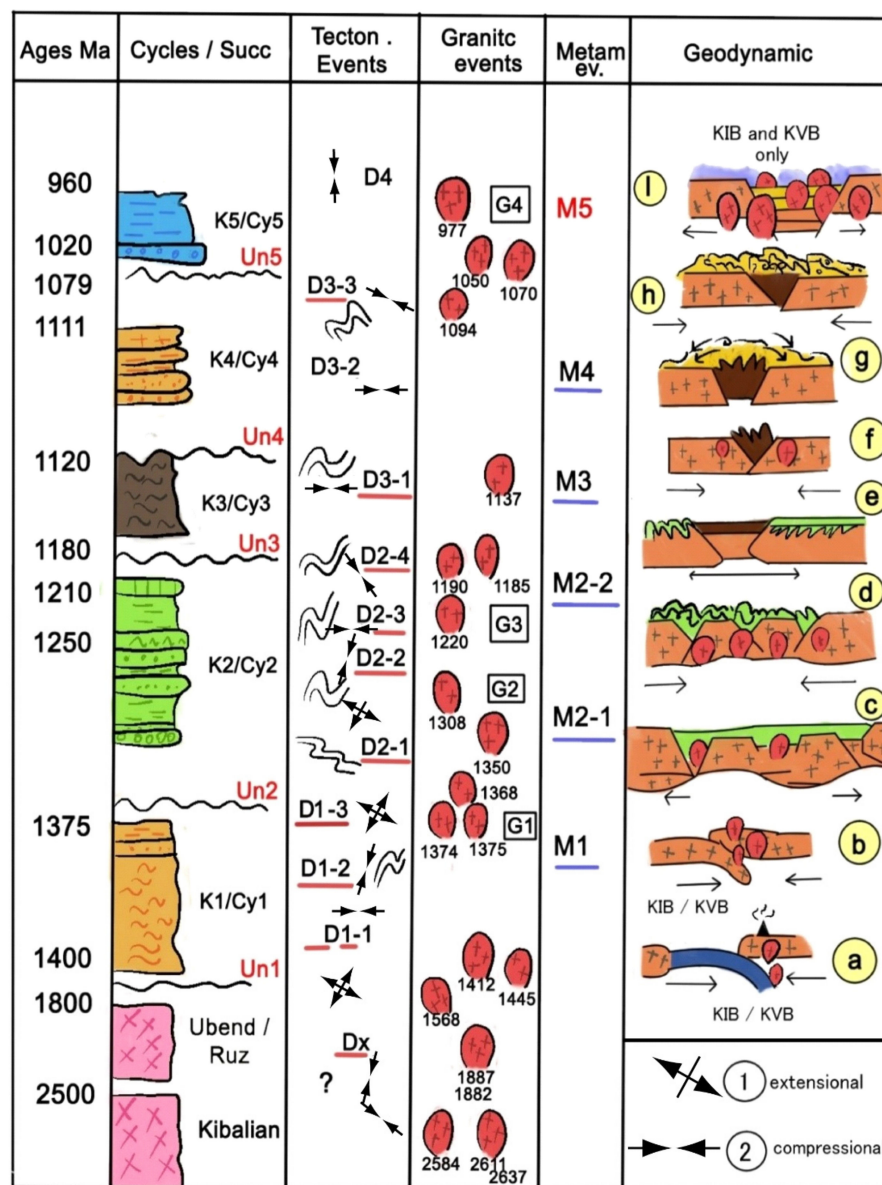 Ages Ma
Cycles / Succ
Tecton .
Events
Granitc
events
Metam
ev.
Geodynamic
960
1020
1079
1111
1120
1180
1210
1250
1375
1400
1800
2500
K5/Cy5
Un5
K4/Cy4
Un4
K3/Cy3
Un3
K2/Cy2
Un2
K1/Cy1
Un1
Ubend /
Ruz
Kibalian
D4
D3-3
D3-2
D3-1
D2-4
D2-3
D2-2
D2-1
D1-3
D1-2
D1-1
Dx
?
977
G4
1050
1070
1094
1137
1190
1185
1220
G3
1308
G2
1350
1368
1374
1375
G1
1412
1445
1568
1887
1882
2584
2611
2637
M5
M4
M3
M2-2
M2-1
M1
KIB and KVB
only
l
h
g
f
e
d
c
b
KIB / KVB
a
KIB / KVB
1 extensional
2 compressiona